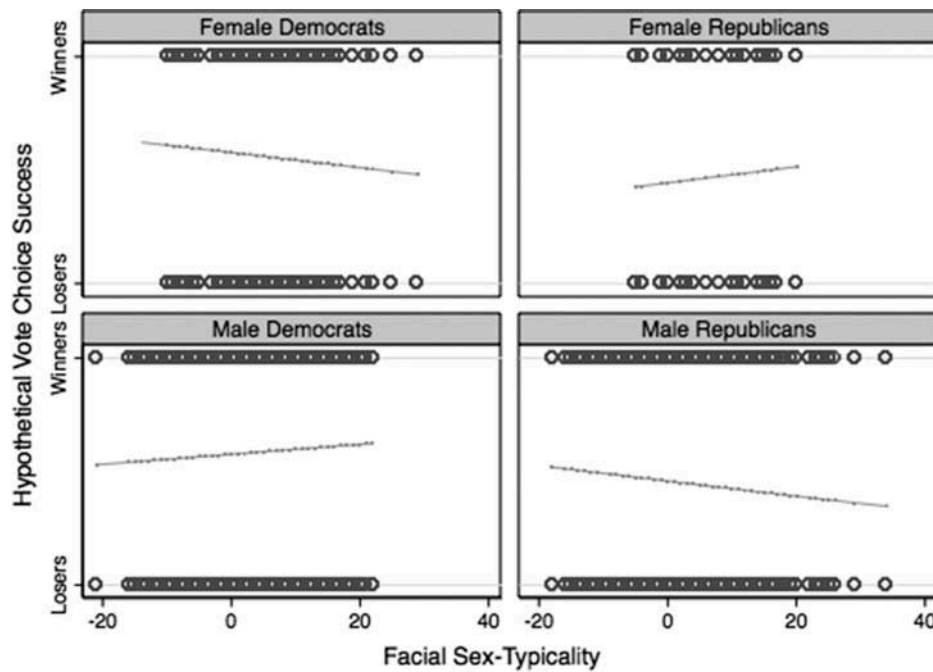 Female Democrats
Female Republicans
Winners
Losers
Male Democrats
Male Republicans
Winners
Losers
Hypothetical Vote Choice Success
-20 0 20 40
-20 0 20 40
Facial Sex-Typicality